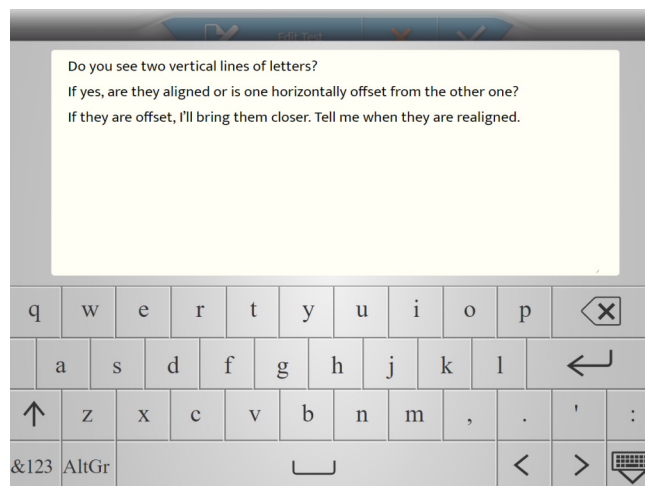 Edit Test
Do you see two vertical lines of letters?
If yes, are they aligned or is one horizontally offset from the other one?
If they are offset, I'll bring them closer. Tell me when they are realigned.
q w e r t y u i o p
a s d f g h j k l
z x c v b n m , . ' :
&123 AltGr < >